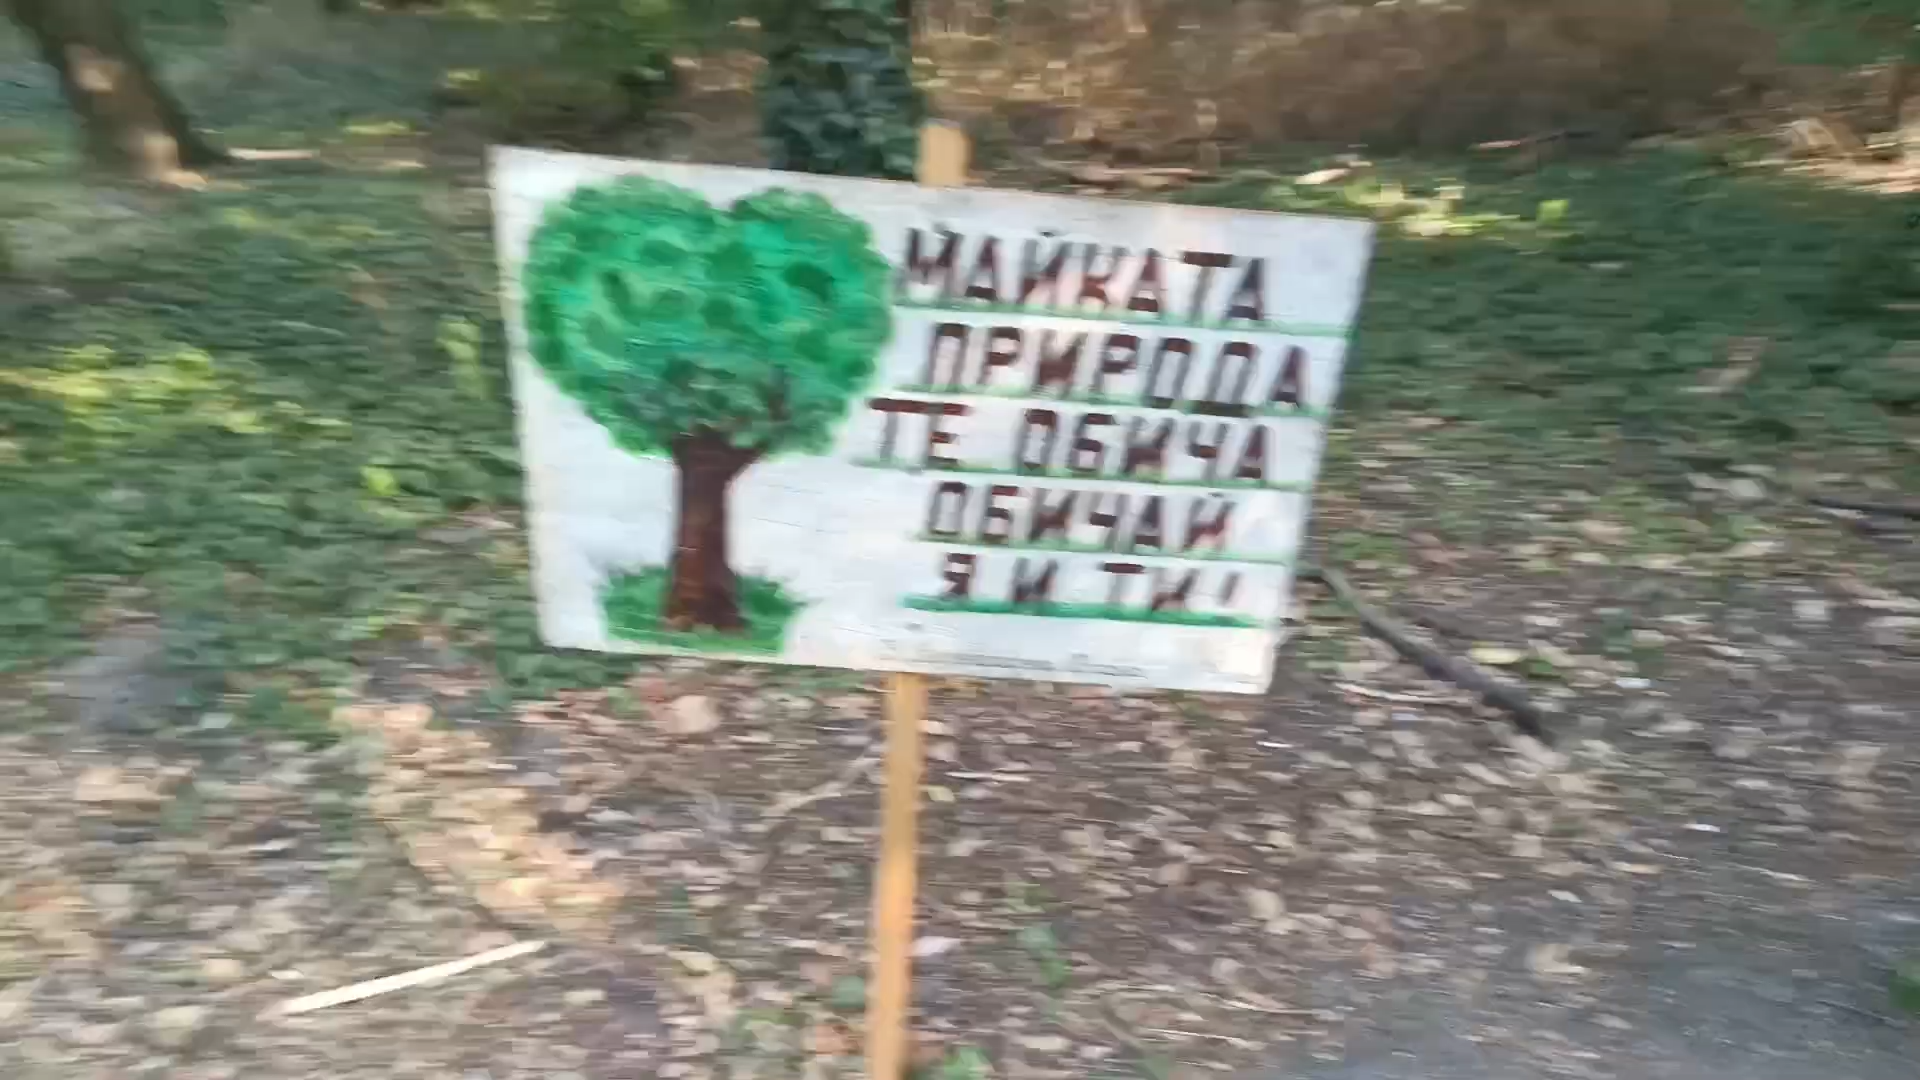 МАЙКАТА
ПРИРОДА
ТЕ ОБИЧА
ОБИЧАЙ
Я И ТИ!